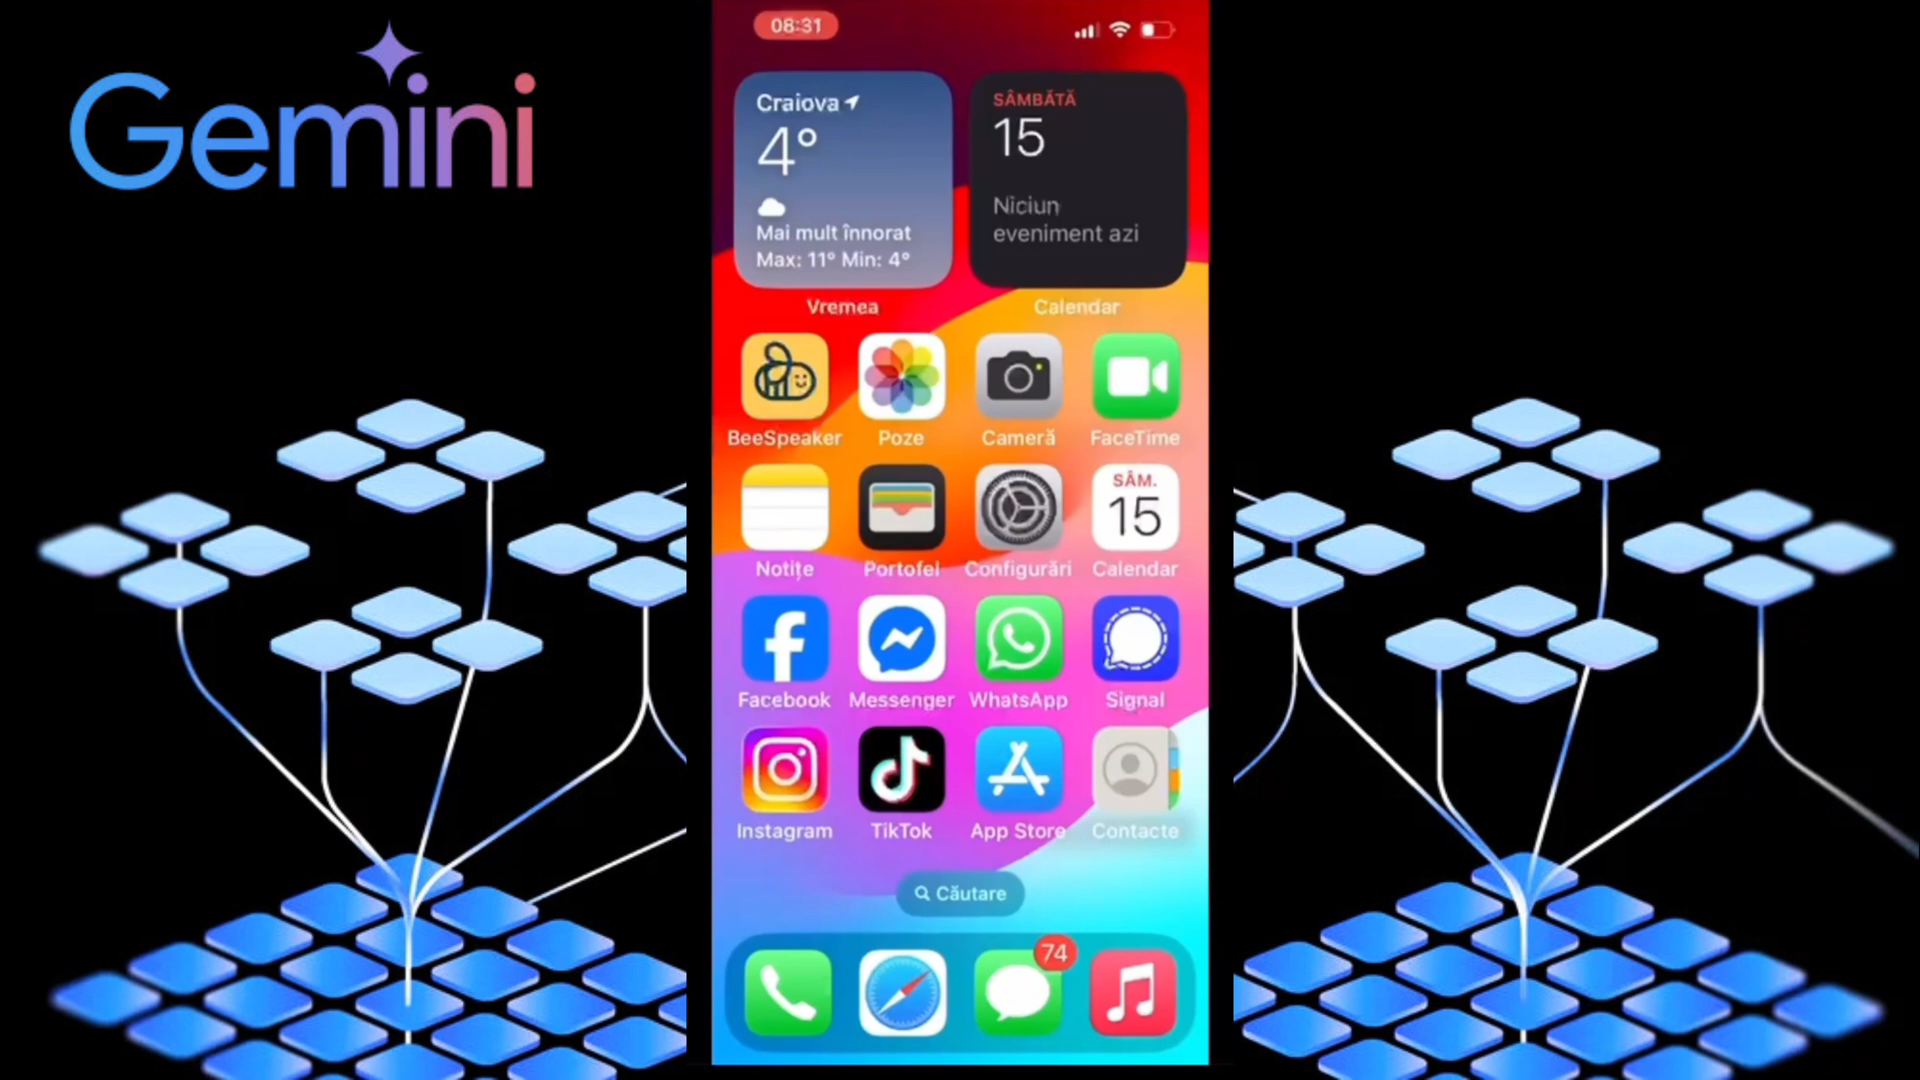 Gemini
08:31
Craiova
4°
Mai mult înnorat
Max: 11° Min: 4°
Vremea
SÂMBĂTĂ
15
Niciun
eveniment azi
Calendar
BeeSpeaker
Poze
Cameră
FaceTime
Notițe
Portofel
Configurări
SÂM.
15
Calendar
Facebook
Messenger
WhatsApp
Signal
Instagram
TikTok
App Store
Contacte
Căutare
74